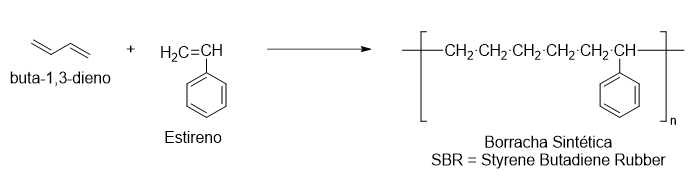 buta-1,3-dieno
+
H₂C=CH
Estireno
CH₂·CH₂·CH₂·CH₂·CH₂-CH
n
Borracha Sintética
SBR = Styrene Butadiene Rubber